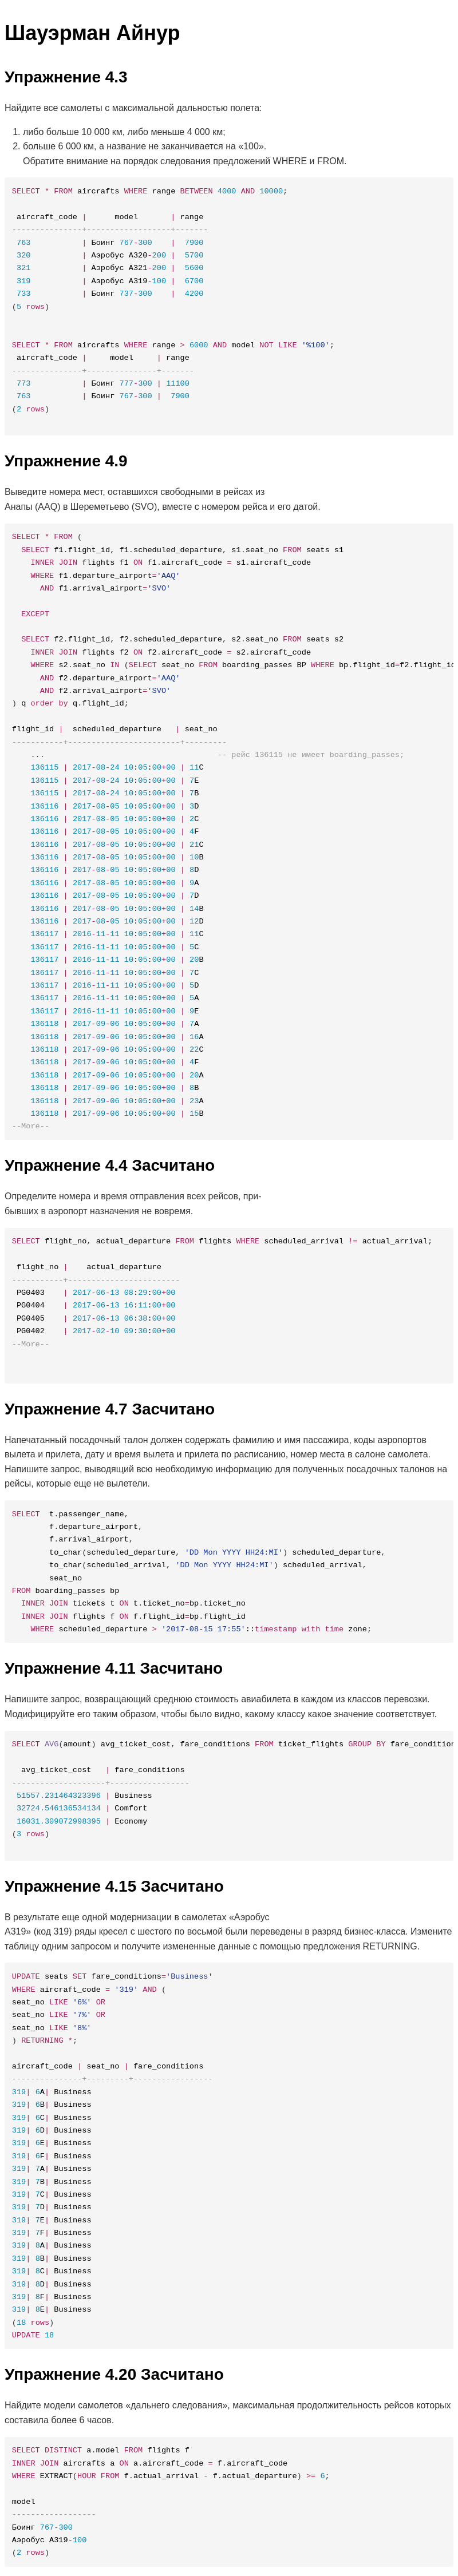 Шауэрман Айнур
Упражнение 4.3
Найдите все самолеты с максимальной дальностью полета:
1. либо больше 10 000 км, либо меньше 4 000 км;
2. больше 6 000 км, а название не заканчивается на «100».
Обратите внимание на порядок следования предложений WHERE и FROM.
SELECT * FROM aircrafts WHERE range BETWEEN 4000 AND 10000;
aircraft_code |      model       | range
---------------+------------------+-------
763           | Боинг 767-300    |  7900
320           | Аэробус A320-200 |  5700
321           | Аэробус A321-200 |  5600
319           | Аэробус A319-100 |  6700
733           | Боинг 737-300    |  4200
(5 rows)
SELECT * FROM aircrafts WHERE range > 6000 AND model NOT LIKE '%100';
aircraft_code |     model     | range
---------------+---------------+-------
773           | Боинг 777-300 | 11100
763           | Боинг 767-300 |  7900
(2 rows)
Упражнение 4.9
Выведите номера мест, оставшихся свободными в рейсах из
Анапы (AAQ) в Шереметьево (SVO), вместе с номером рейса и его датой.
SELECT * FROM (
SELECT f1.flight_id, f1.scheduled_departure, s1.seat_no FROM seats s1
INNER JOIN flights f1 ON f1.aircraft_code = s1.aircraft_code
WHERE f1.departure_airport='AAQ'
AND f1.arrival_airport='SVO'
EXCEPT
SELECT f2.flight_id, f2.scheduled_departure, s2.seat_no FROM seats s2
INNER JOIN flights f2 ON f2.aircraft_code = s2.aircraft_code
WHERE s2.seat_no IN (SELECT seat_no FROM boarding_passes BP WHERE bp.flight_id=f2.flight_id
AND f2.departure_airport='AAQ'
AND f2.arrival_airport='SVO'
) q order by q.flight_id;
flight_id |  scheduled_departure   | seat_no
-----------+------------------------+---------
...                                     -- рейс 136115 не имеет boarding_passes;
136115 | 2017-08-24 10:05:00+00 | 11C
136115 | 2017-08-24 10:05:00+00 | 7E
136115 | 2017-08-24 10:05:00+00 | 7B
136116 | 2017-08-05 10:05:00+00 | 3D
136116 | 2017-08-05 10:05:00+00 | 2C
136116 | 2017-08-05 10:05:00+00 | 4F
136116 | 2017-08-05 10:05:00+00 | 21C
136116 | 2017-08-05 10:05:00+00 | 10B
136116 | 2017-08-05 10:05:00+00 | 8D
136116 | 2017-08-05 10:05:00+00 | 9A
136116 | 2017-08-05 10:05:00+00 | 7D
136116 | 2017-08-05 10:05:00+00 | 14B
136116 | 2017-08-05 10:05:00+00 | 12D
136117 | 2016-11-11 10:05:00+00 | 11C
136117 | 2016-11-11 10:05:00+00 | 5C
136117 | 2016-11-11 10:05:00+00 | 20B
136117 | 2016-11-11 10:05:00+00 | 7C
136117 | 2016-11-11 10:05:00+00 | 5D
136117 | 2016-11-11 10:05:00+00 | 5A
136117 | 2016-11-11 10:05:00+00 | 9E
136118 | 2017-09-06 10:05:00+00 | 7A
136118 | 2017-09-06 10:05:00+00 | 16A
136118 | 2017-09-06 10:05:00+00 | 22C
136118 | 2017-09-06 10:05:00+00 | 4F
136118 | 2017-09-06 10:05:00+00 | 20A
136118 | 2017-09-06 10:05:00+00 | 8B
136118 | 2017-09-06 10:05:00+00 | 23A
136118 | 2017-09-06 10:05:00+00 | 15B
--More--
Упражнение 4.4 Засчитано
Определите номера и время отправления всех рейсов, при-
бывших в аэропорт назначения не вовремя.
SELECT flight_no, actual_departure FROM flights WHERE scheduled_arrival != actual_arrival;
flight_no |    actual_departure
-----------+------------------------
PG0403    | 2017-06-13 08:29:00+00
PG0404    | 2017-06-13 16:11:00+00
PG0405    | 2017-06-13 06:38:00+00
PG0402    | 2017-02-10 09:30:00+00
--More--
Упражнение 4.7 Засчитано
Напечатанный посадочный талон должен содержать фамилию и имя пассажира, коды аэропортов
вылета и прилета, дату и время вылета и прилета по расписанию, номер места в салоне самолета.
Напишите запрос, выводящий всю необходимую информацию для полученных посадочных талонов на
рейсы, которые еще не вылетели.
SELECT  t.passenger_name,
f.departure_airport,
f.arrival_airport,
to_char(scheduled_departure, 'DD Mon YYYY HH24:MI') scheduled_departure,
to_char(scheduled_arrival, 'DD Mon YYYY HH24:MI') scheduled_arrival,
seat_no
FROM boarding_passes bp
INNER JOIN tickets t ON t.ticket_no=bp.ticket_no
INNER JOIN flights f ON f.flight_id=bp.flight_id
WHERE scheduled_departure > '2017-08-15 17:55'::timestamp with time zone;
Упражнение 4.11 Засчитано
Напишите запрос, возвращающий среднюю стоимость авиабилета в каждом из классов перевозки.
Модифицируйте его таким образом, чтобы было видно, какому классу какое значение соответствует.
SELECT AVG(amount) avg_ticket_cost, fare_conditions FROM ticket_flights GROUP BY fare_condition
avg_ticket_cost   | fare_conditions
--------------------+-----------------
51557.231464323396 | Business
32724.546136534134 | Comfort
16031.309072998395 | Economy
(3 rows)
Упражнение 4.15 Засчитано
В результате еще одной модернизации в самолетах «Аэробус
A319» (код 319) ряды кресел с шестого по восьмой были переведены в разряд бизнес-класса. Измените
таблицу одним запросом и получите измененные данные с помощью предложения RETURNING.
UPDATE seats SET fare_conditions='Business'
WHERE aircraft_code = '319' AND (
seat_no LIKE '6%' OR
seat_no LIKE '7%' OR
seat_no LIKE '8%'
) RETURNING *;
aircraft_code | seat_no | fare_conditions
---------------+---------+-----------------
319| 6A| Business
319| 6B| Business
319| 6C| Business
319| 6D| Business
319| 6E| Business
319| 6F| Business
319| 7A| Business
319| 7B| Business
319| 7C| Business
319| 7D| Business
319| 7E| Business
319| 7F| Business
319| 8A| Business
319| 8B| Business
319| 8C| Business
319| 8D| Business
319| 8F| Business
319| 8E| Business
(18 rows)
UPDATE 18
Упражнение 4.20 Засчитано
Найдите модели самолетов «дальнего следования», максимальная продолжительность рейсов которых
составила более 6 часов.
SELECT DISTINCT a.model FROM flights f
INNER JOIN aircrafts a ON a.aircraft_code = f.aircraft_code
WHERE EXTRACT(HOUR FROM f.actual_arrival - f.actual_departure) >= 6;
model
------------------
Боинг 767-300
Аэробус A319-100
(2 rows)